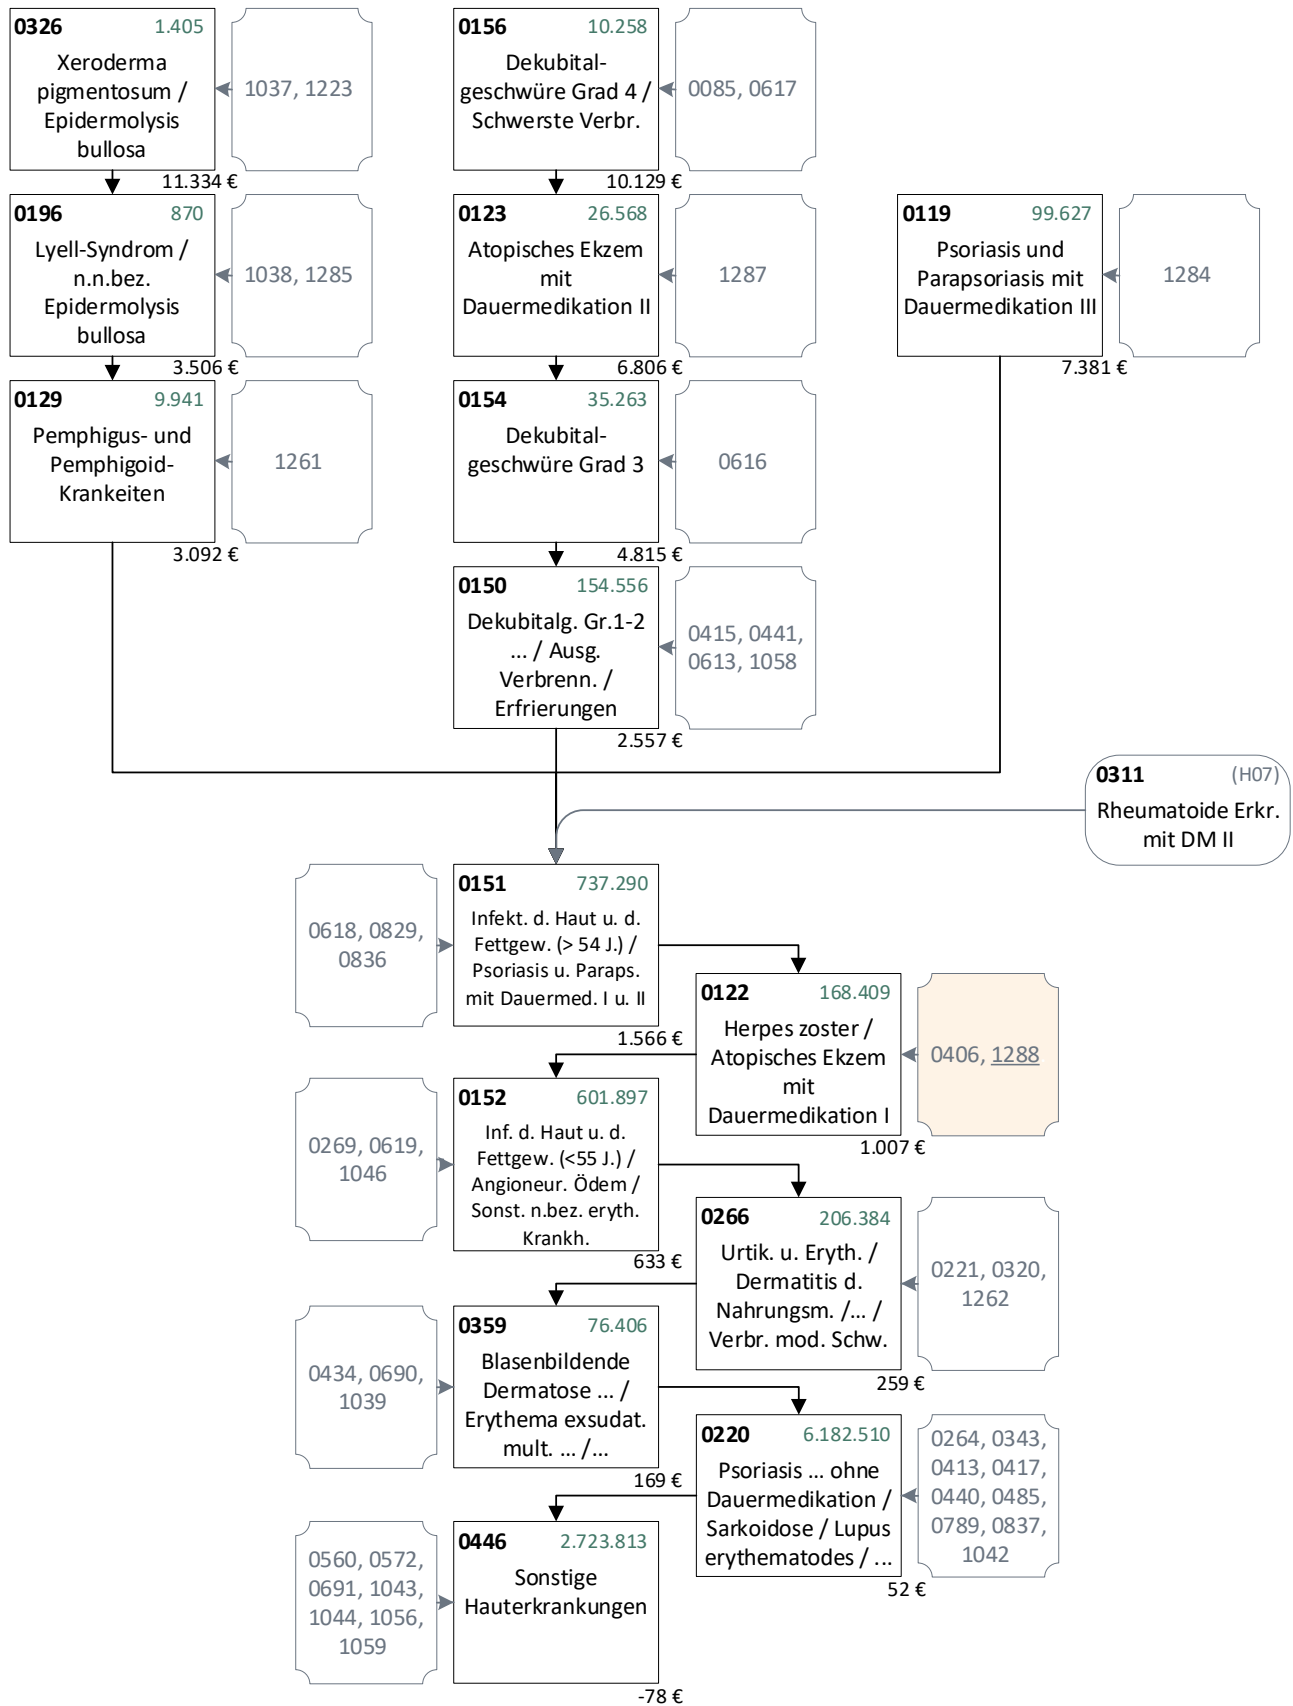 0326 1.405
Xeroderma
pigmentosum /
Epidermolysis
bullosa
1037, 1223
11.334 €
0156 10.258
Dekubital-
geschwüre Grad 4 /
Schwerste Verbr.
0085, 0617
10.129 €
0196 870
Lyell-Syndrom /
n.n.bez.
Epidermolysis
bullosa
1038, 1285
3.506 €
0123 26.568
Atopisches Ekzem
mit
Dauermedikation II
1287
6.806 €
0119 99.627
Psoriasis und
Parapsoriasis mit
Dauermedikation III
1284
7.381 €
0129 9.941
Pemphigus- und
Pemphigoid-
Krankeiten
1261
3.092 €
0154 35.263
Dekubital-
geschwüre Grad 3
0616
4.815 €
0150 154.556
Dekubitalg. Gr.1-2
... / Ausg.
Verbrenn. /
Erfrierungen
0415, 0441,
0613, 1058
2.557 €
0311 (H07)
Rheumatoide Erkr.
mit DM II
0618, 0829,
0836
0151 737.290
Infekt. d. Haut u. d.
Fettgew. (> 54 J.) /
Psoriasis u. Paraps.
mit Dauermed. I u. II
1.566 €
0122 168.409
Herpes zoster /
Atopisches Ekzem
mit
Dauermedikation I
0406, 1288
1.007 €
0269, 0619,
1046
0152 601.897
Inf. d. Haut u. d.
Fettgew. (<55 J.) /
Angioneur. Ödem /
Sonst. n.bez. eryth.
Krankh.
633 €
0266 206.384
Urtik. u. Eryth. /
Dermatitis d.
Nahrungsm. /... /
Verbr. mod. Schw.
0221, 0320,
1262
259 €
0434, 0690,
1039
0359 76.406
Blasenbildende
Dermatose ... /
Erythema exsudat.
mult. ... /...
169 €
0220 6.182.510
Psoriasis ... ohne
Dauermedikation /
Sarkoidose / Lupus
erythematodes / ...
0264, 0343,
0413, 0417,
0440, 0485,
0789, 0837,
1042
52 €
0560, 0572,
0691, 1043,
1044, 1056,
1059
0446 2.723.813
Sonstige
Hauterkrankungen
-78 €